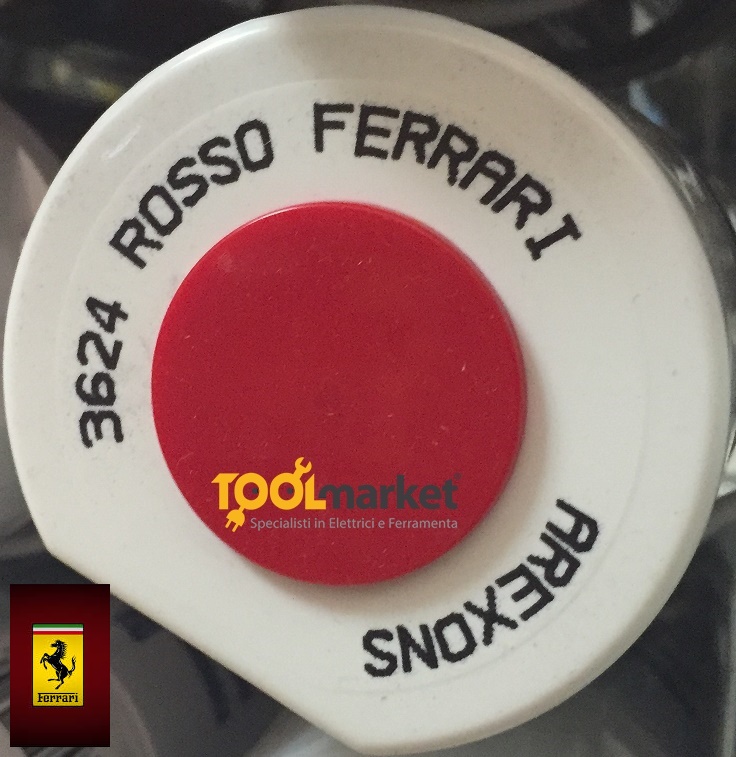 3624 ROSSO FERRARI
TOOLmarket®
Specialisti in Elettrici e Ferramenta
AREXONS
Ferrari